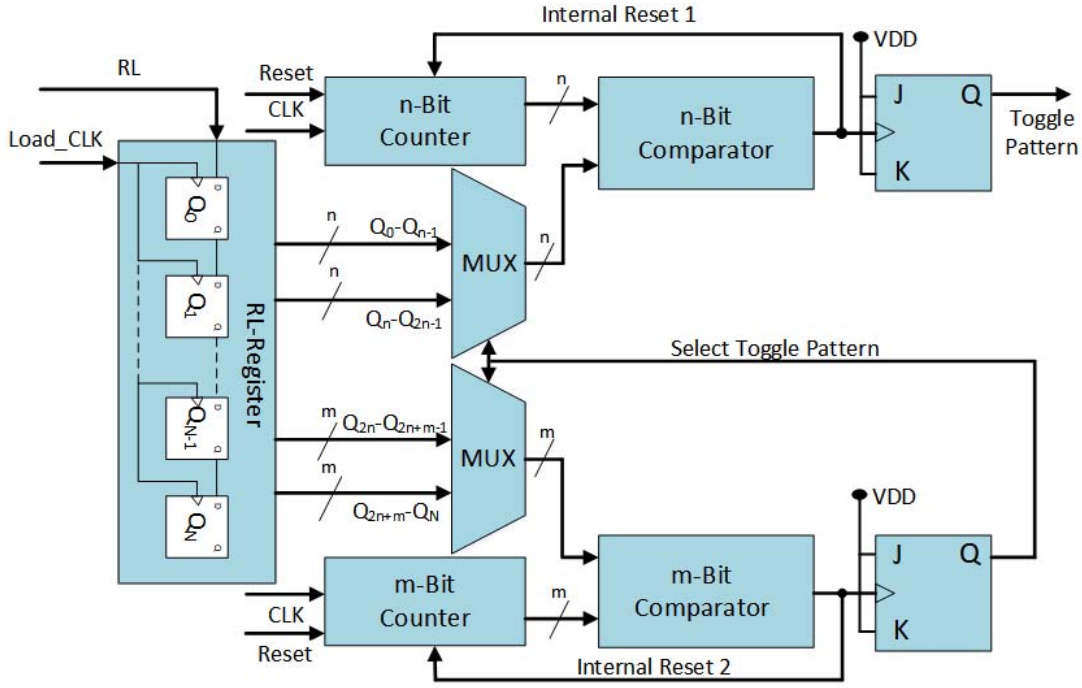 Internal Reset 1
VDD
RL
Reset
CLK
n-Bit
Counter
n
n-Bit
Comparator
J
Q
K
Toggle
Pattern
Load_CLK
Q0
D
Q
Q1
D
Q
QN-1
D
Q
QN
D
Q
RL-Register
n
Q0-Qn-1
n
Qn-Q2n-1
MUX
n
Select Toggle Pattern
m
Q2n-Q2n+m-1
m
Q2n+m-QN
MUX
m
VDD
CLK
Reset
m-Bit
Counter
m
m-Bit
Comparator
J
Q
K
Internal Reset 2